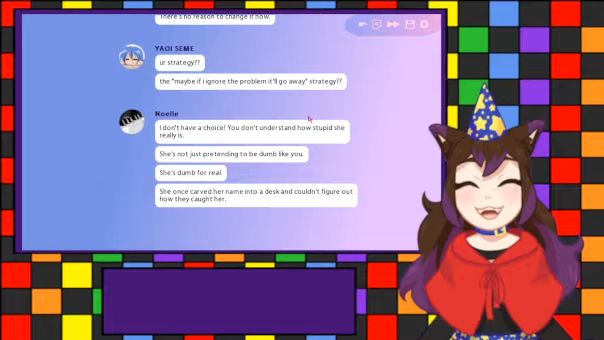 There's no reason to change it now.
YAOI SEME
ur strategy??
the "maybe if i ignore the problem it'll go away" strategy??
Noelle
I don't have a choice! You don't understand how stupid she
really is.
She's not just pretending to be dumb like you.
She's dumb for real.
She once carved her name into a desk and couldn't figure out
how they caught her.